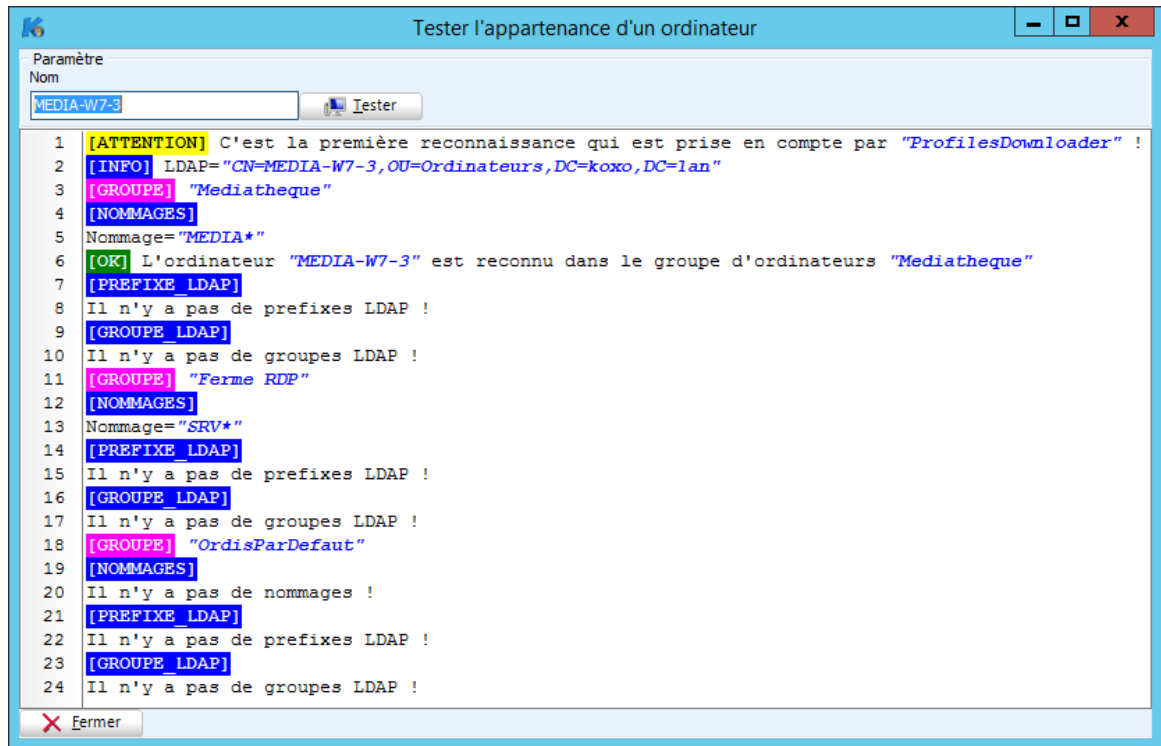 Tester l'appartenance d'un ordinateur
Paramètre
Nom
MEDIA-W7-3
Tester
1 [ATTENTION] C'est la première reconnaissance qui est prise en compte par "ProfilesDownloader" !
2 [INFO] LDAP="CN=MEDIA-W7-3,OU=Ordinateurs,DC=koxo,DC=lan"
3 [GROUPE] "Mediatheque"
4 [NOMMAGES]
5 Nommage="MEDIA*"
6 [OK] L'ordinateur "MEDIA-W7-3" est reconnu dans le groupe d'ordinateurs "Mediatheque"
7 [PREFIXE_LDAP]
8 Il n'y a pas de prefixes LDAP !
9 [GROUPE_LDAP]
10 Il n'y a pas de groupes LDAP !
11 [GROUPE] "Ferme RDP"
12 [NOMMAGES]
13 Nommage="SRV*"
14 [PREFIXE_LDAP]
15 Il n'y a pas de prefixes LDAP !
16 [GROUPE_LDAP]
17 Il n'y a pas de groupes LDAP !
18 [GROUPE] "OrdisParDefaut"
19 [NOMMAGES]
20 Il n'y a pas de nommages !
21 [PREFIXE_LDAP]
22 Il n'y a pas de prefixes LDAP !
23 [GROUPE_LDAP]
24 Il n'y a pas de groupes LDAP !
Fermer